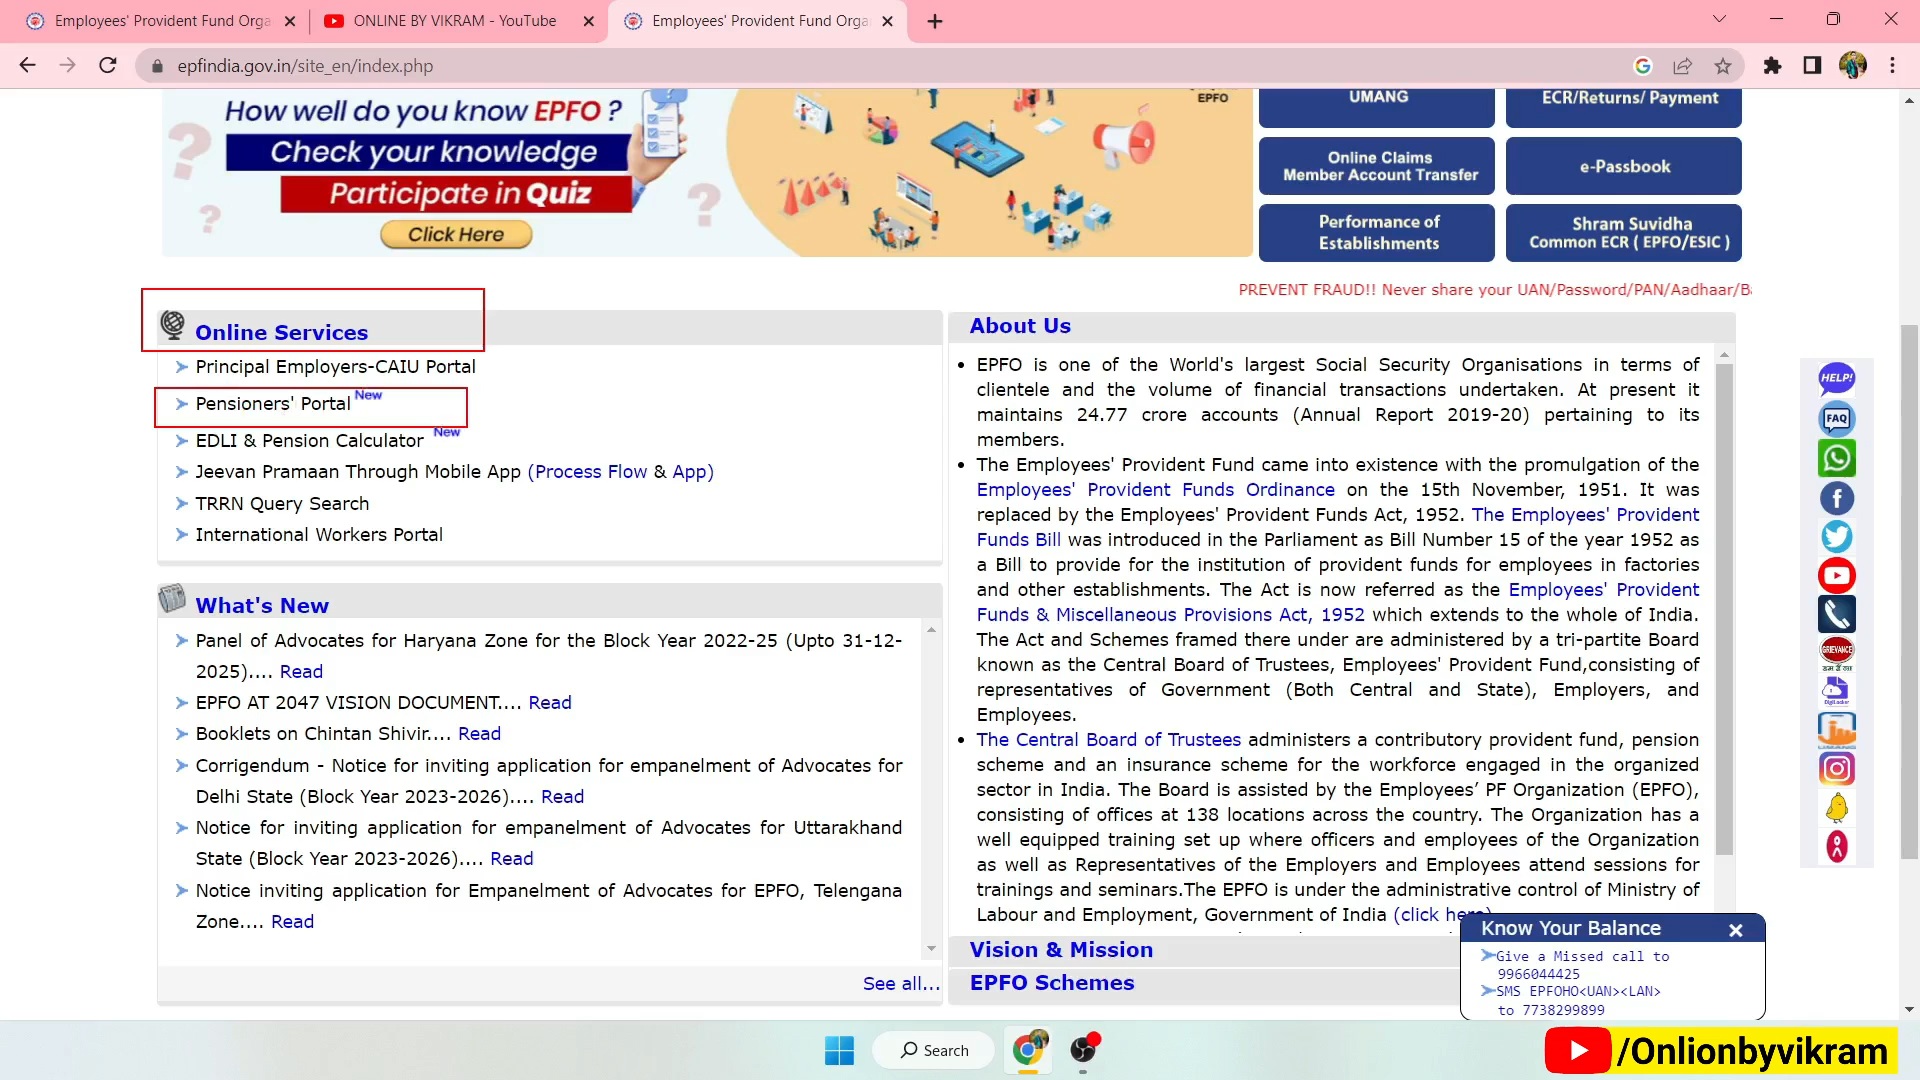 Employees' Provident Fund Orga
ONLINE BY VIKRAM - YouTube
Employees' Provident Fund Orga
epfindia.gov.in/site_en/index.php
How well do you know EPFO ?
Check your knowledge
Participate in Quiz
Click Here
EPFO
UMANG
ECR/Returns/ Payment
Online Claims
Member Account Transfer
e-Passbook
Performance of
Establishments
Shram Suvidha
Common ECR ( EPFO/ESIC )
PREVENT FRAUD!! Never share your UAN/Password/PAN/Aadhaar/B
Online Services
Principal Employers-CAIU Portal
Pensioners' Portal New
EDLI & Pension Calculator New
Jeevan Pramaan Through Mobile App (Process Flow & App)
TRRN Query Search
International Workers Portal
What's New
Panel of Advocates for Haryana Zone for the Block Year 2022-25 (Upto 31-12-
2025).... Read
EPFO AT 2047 VISION DOCUMENT.... Read
Booklets on Chintan Shivir.... Read
Corrigendum - Notice for inviting application for empanelment of Advocates for
Delhi State (Block Year 2023-2026).... Read
Notice for inviting application for empanelment of Advocates for Uttarakhand
State (Block Year 2023-2026).... Read
Notice inviting application for Empanelment of Advocates for EPFO, Telengana
Zone.... Read
See all...
About Us
EPFO is one of the World's largest Social Security Organisations in terms of
clientele and the volume of financial transactions undertaken. At present it
maintains 24.77 crore accounts (Annual Report 2019-20) pertaining to its
members.
The Employees' Provident Fund came into existence with the promulgation of the
Employees' Provident Funds Ordinance on the 15th November, 1951. It was
replaced by the Employees' Provident Funds Act, 1952. The Employees' Provident
Funds Bill was introduced in the Parliament as Bill Number 15 of the year 1952 as
a Bill to provide for the institution of provident funds for employees in factories
and other establishments. The Act is now referred as the Employees' Provident
Funds & Miscellaneous Provisions Act, 1952 which extends to the whole of India.
The Act and Schemes framed there under are administered by a tri-partite Board
known as the Central Board of Trustees, Employees' Provident Fund,consisting of
representatives of Government (Both Central and State), Employers, and
Employees.
The Central Board of Trustees administers a contributory provident fund, pension
scheme and an insurance scheme for the workforce engaged in the organized
sector in India. The Board is assisted by the Employees’ PF Organization (EPFO),
consisting of offices at 138 locations across the country. The Organization has a
well equipped training set up where officers and employees of the Organization
as well as Representatives of the Employers and Employees attend sessions for
trainings and seminars.The EPFO is under the administrative control of Ministry of
Labour and Employment, Government of India (click here)
Vision & Mission
EPFO Schemes
HELP!
FAQ
GRIEVANCE
DigiLocker
Know Your Balance
Give a Missed call to
9966044425
SMS EPFOHO<UAN><LAN>
to 7738299899
Search
/Onlionbyvikram